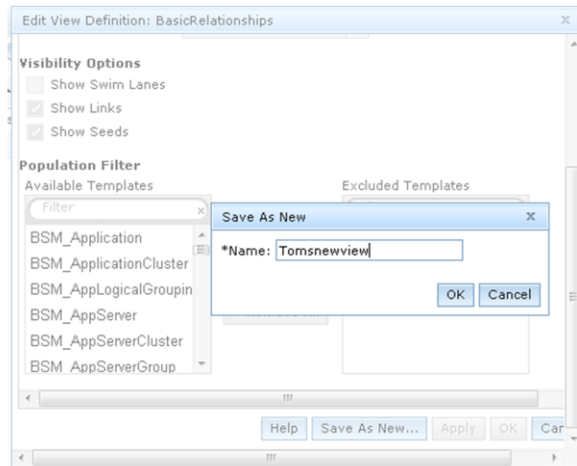 Edit View Definition: BasicRelationships
Visibility Options
Show Swim Lanes
Show Links
Show Seeds
Population Filter
Available Templates
Excluded Templates
Filter
BSM_Application
BSM_ApplicationCluster
BSM_AppLogicalGroupin
BSM_AppServer
BSM_AppServerCluster
BSM_AppServerGroup
Save As New
*Name: Tomsnewview
OK Cancel
Help Save As New... Apply OK Car